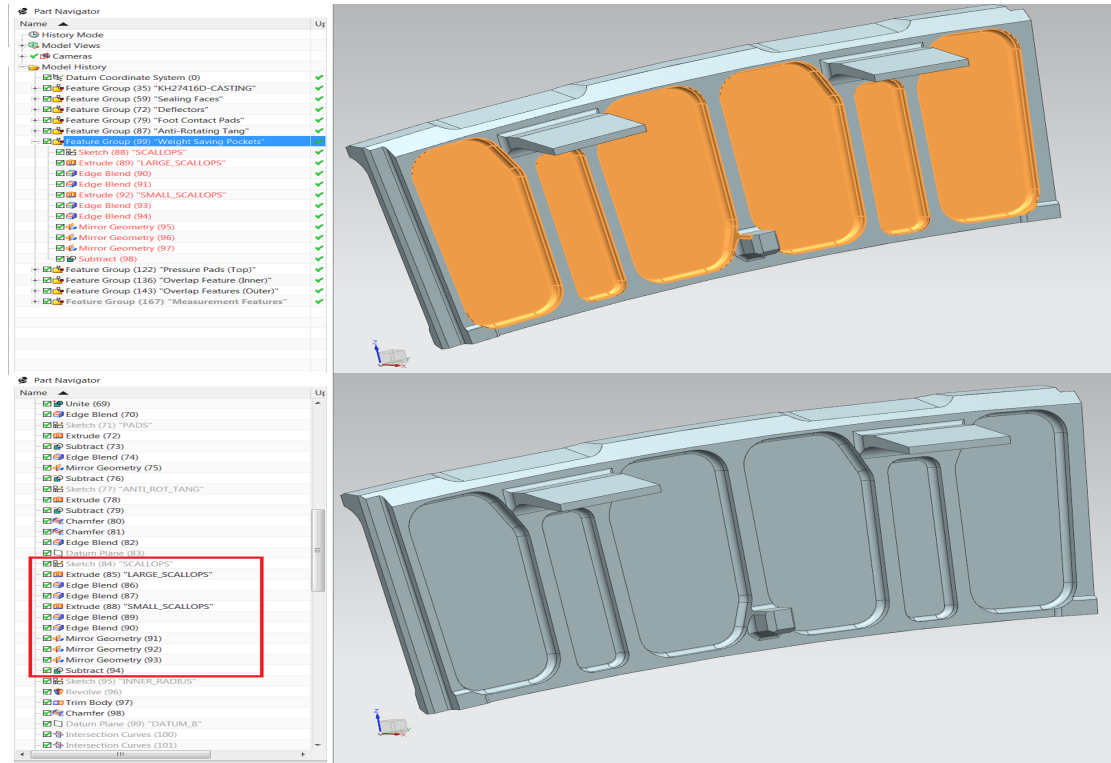 Part Navigator
Name Up
History Mode
Model Views
Cameras
Model History
Datum Coordinate System (0)
Feature Group (35) "KH27416D-CASTING"
Feature Group (59) "Sealing Faces"
Feature Group (72) "Deflectors"
Feature Group (79) "Foot Contact Pads"
Feature Group (87) "Anti-Rotating Tang"
Feature Group (99) "Weight Saving Pockets"
Sketch (88) "SCALLOPS"
Extrude (89) "LARGE_SCALLOPS"
Edge Blend (90)
Edge Blend (91)
Extrude (92) "SMALL_SCALLOPS"
Edge Blend (93)
Edge Blend (94)
Mirror Geometry (95)
Mirror Geometry (96)
Mirror Geometry (97)
Subtract (98)
Feature Group (122) "Pressure Pads (Top)"
Feature Group (136) "Overlap Feature (Inner)"
Feature Group (143) "Overlap Features (Outer)"
Feature Group (167) "Measurement Features"
Z
Y
X
Part Navigator
Name Up
Unite (69)
Edge Blend (70)
Sketch (71) "PADS"
Extrude (72)
Subtract (73)
Edge Blend (74)
Mirror Geometry (75)
Subtract (76)
Sketch (77) "ANTI_ROT_TANG"
Extrude (78)
Subtract (79)
Chamfer (80)
Chamfer (81)
Edge Blend (82)
Datum Plane (83)
Sketch (84) "SCALLOPS"
Extrude (85) "LARGE_SCALLOPS"
Edge Blend (86)
Edge Blend (87)
Extrude (88) "SMALL_SCALLOPS"
Edge Blend (89)
Edge Blend (90)
Mirror Geometry (91)
Mirror Geometry (92)
Mirror Geometry (93)
Subtract (94)
Sketch (95) "INNER_RADIUS"
Revolve (96)
Trim Body (97)
Chamfer (98)
Datum Plane (99) "DATUM_B"
Intersection Curves (100)
Intersection Curves (101)
Z
X